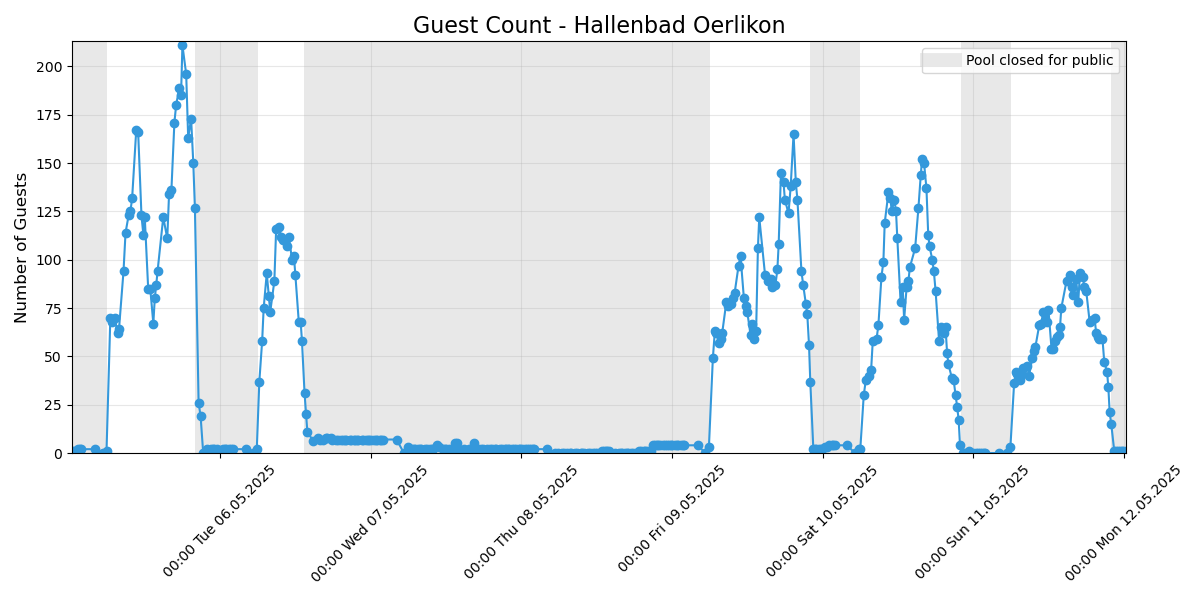 Guest Count - Hallenbad Oerlikon
Pool closed for public
Number of Guests
200
175
150
125
100
75
50
25
0
00:00 Tue 06.05.2025
00:00 Wed 07.05.2025
00:00 Thu 08.05.2025
00:00 Fri 09.05.2025
00:00 Sat 10.05.2025
00:00 Sun 11.05.2025
00:00 Mon 12.05.2025